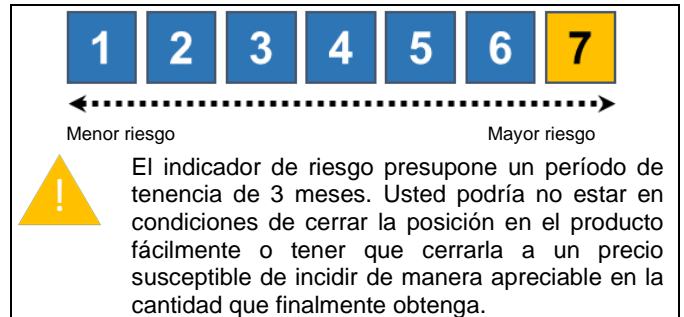 1 2 3 4 5 6 7
Menor riesgo Mayor riesgo
!
El indicador de riesgo presupone un período de
tenencia de 3 meses. Usted podría no estar en
condiciones de cerrar la posición en el producto
fácilmente o tener que cerrarla a un precio
susceptible de incidir de manera apreciable en la
cantidad que finalmente obtenga.